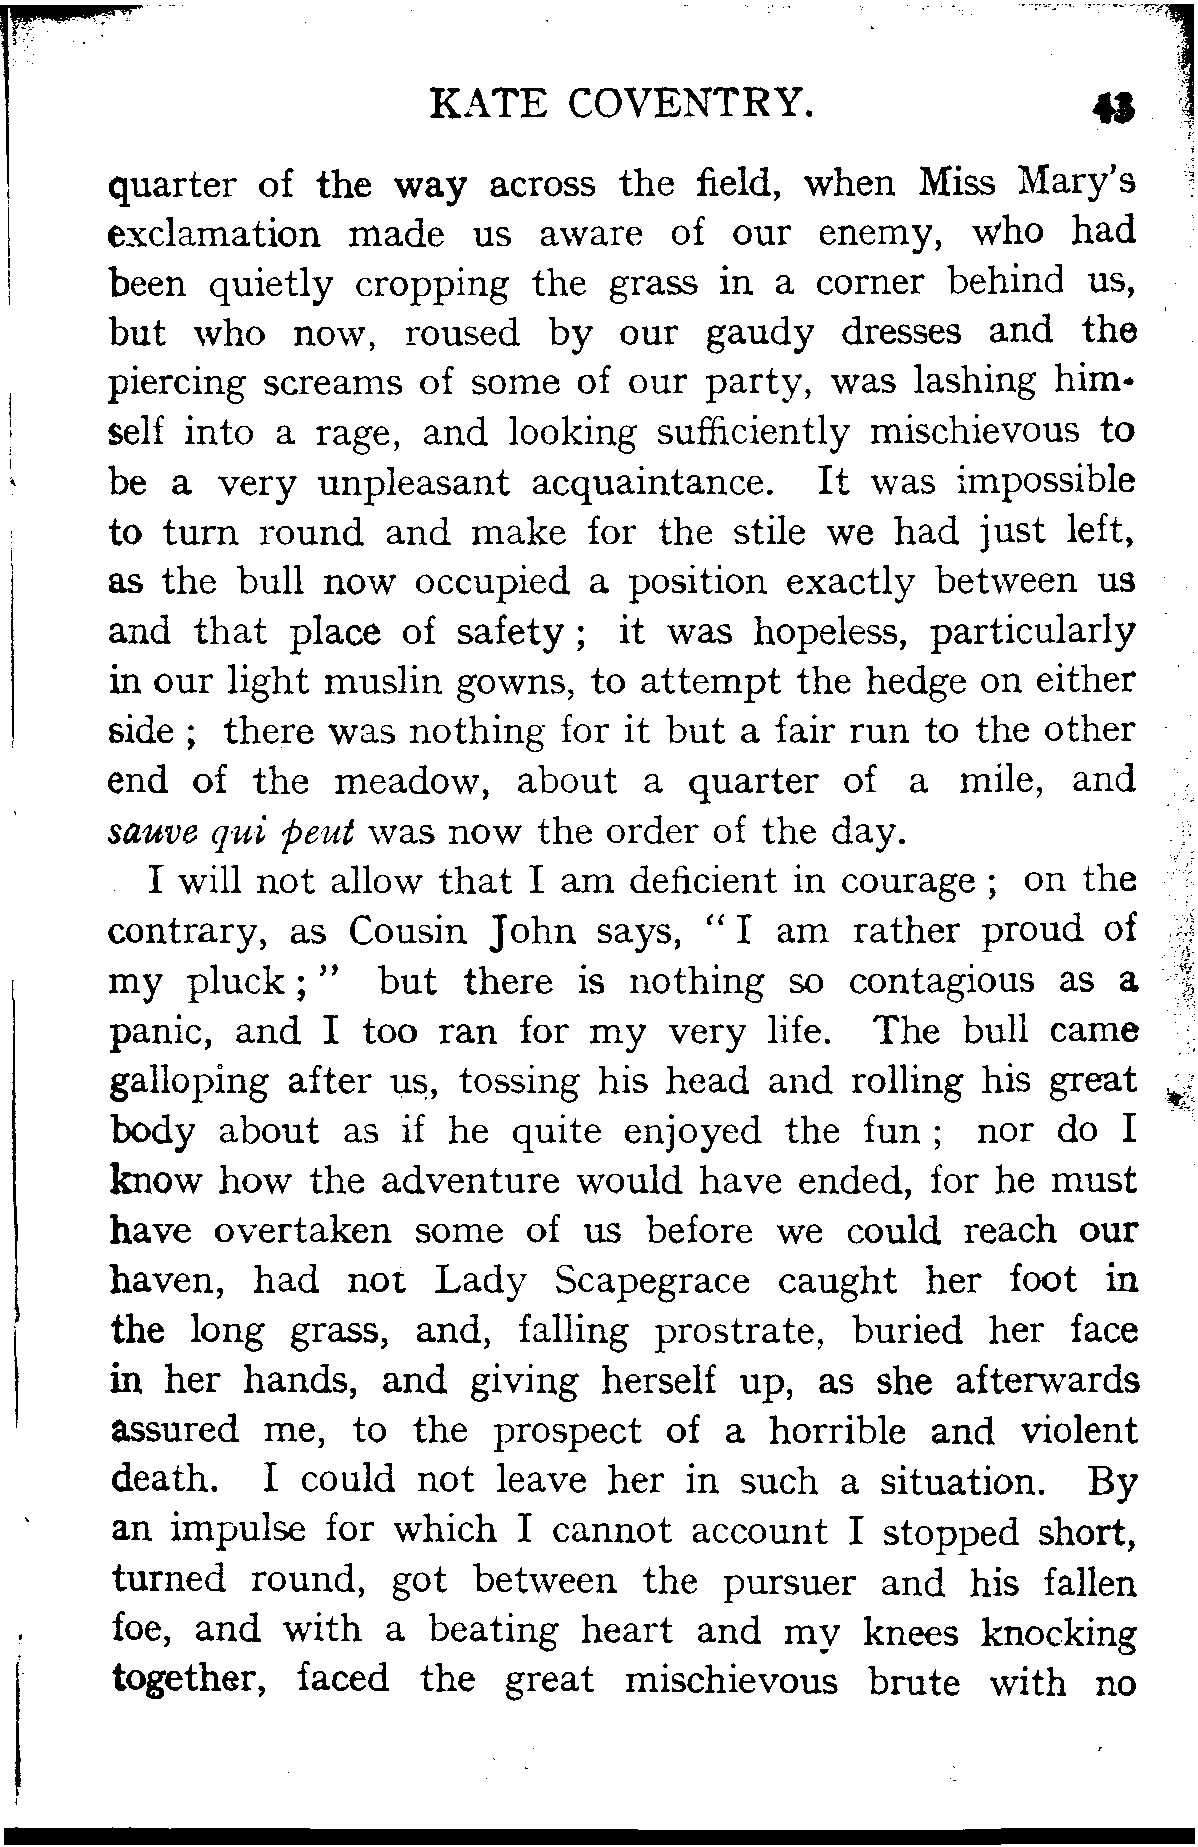 KATE COVENTRY. 43
quarter of the way across the field, when Miss Mary's
exclamation made us aware of our enemy, who had
been quietly cropping the grass in a corner behind us,
but who now, roused by our gaudy dresses and the
piercing screams of some of our party, was lashing him-
self into a rage, and looking sufficiently mischievous to
be a very unpleasant acquaintance. It was impossible
to turn round and make for the stile we had just left,
as the bull now occupied a position exactly between us
and that place of safety ; it was hopeless, particularly
in our light muslin gowns, to attempt the hedge on either
side ; there was nothing for it but a fair run to the other
end of the meadow, about a quarter of a mile, and
sauve qui peut was now the order of the day.
I will not allow that I am deficient in courage ; on the
contrary, as Cousin John says, " I am rather proud of
my pluck ; " but there is nothing so contagious as a
panic, and I too ran for my very life. The bull came
galloping after us, tossing his head and rolling his great
body about as if he quite enjoyed the fun ; nor do I
know how the adventure would have ended, for he must
have overtaken some of us before we could reach our
haven, had not Lady Scapegrace caught her foot in
the long grass, and, falling prostrate, buried her face
in her hands, and giving herself up, as she afterwards
assured me, to the prospect of a horrible and violent
death. I could not leave her in such a situation. By
an impulse for which I cannot account I stopped short,
turned round, got between the pursuer and his fallen
foe, and with a beating heart and my knees knocking
together, faced the great mischievous brute with no